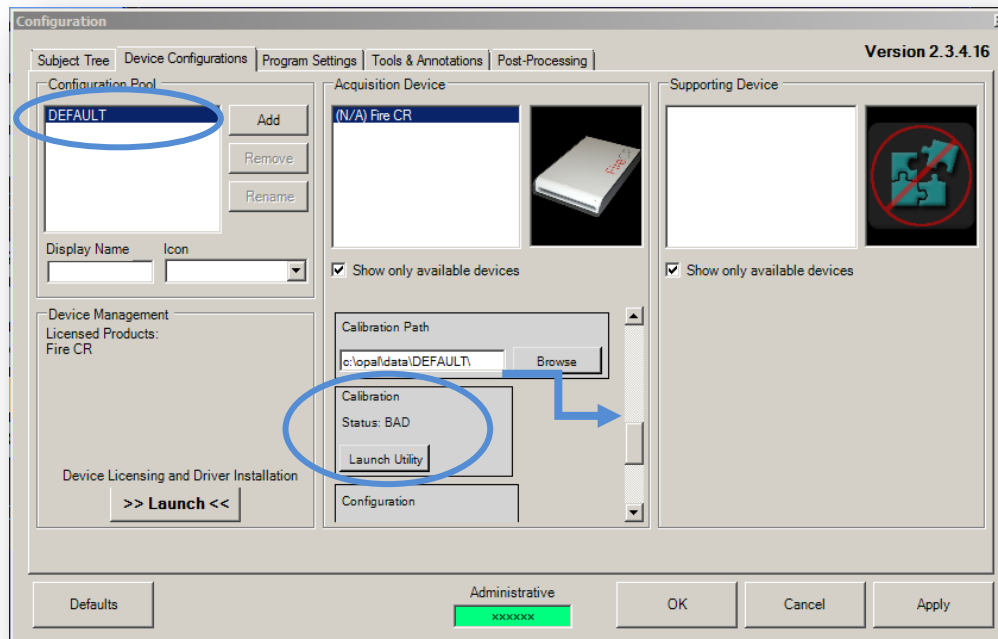 Configuration
Version 2.3.4.16
Subject Tree
Device Configurations
Program Settings
Tools & Annotations
Post-Processing
Configuration Pool
DEFAULT
Add
Remove
Rename
Display Name
Icon
Device Management
Licensed Products:
Fire CR
Device Licensing and Driver Installation
>> Launch <<
Acquisition Device
(N/A) Fire CR
FireCR
Show only available devices
Calibration Path
c:\opal\data\DEFAULT\
Browse
Calibration
Status: BAD
Launch Utility
Configuration
Supporting Device
Show only available devices
Defaults
Administrative
xxxxxx
OK
Cancel
Apply